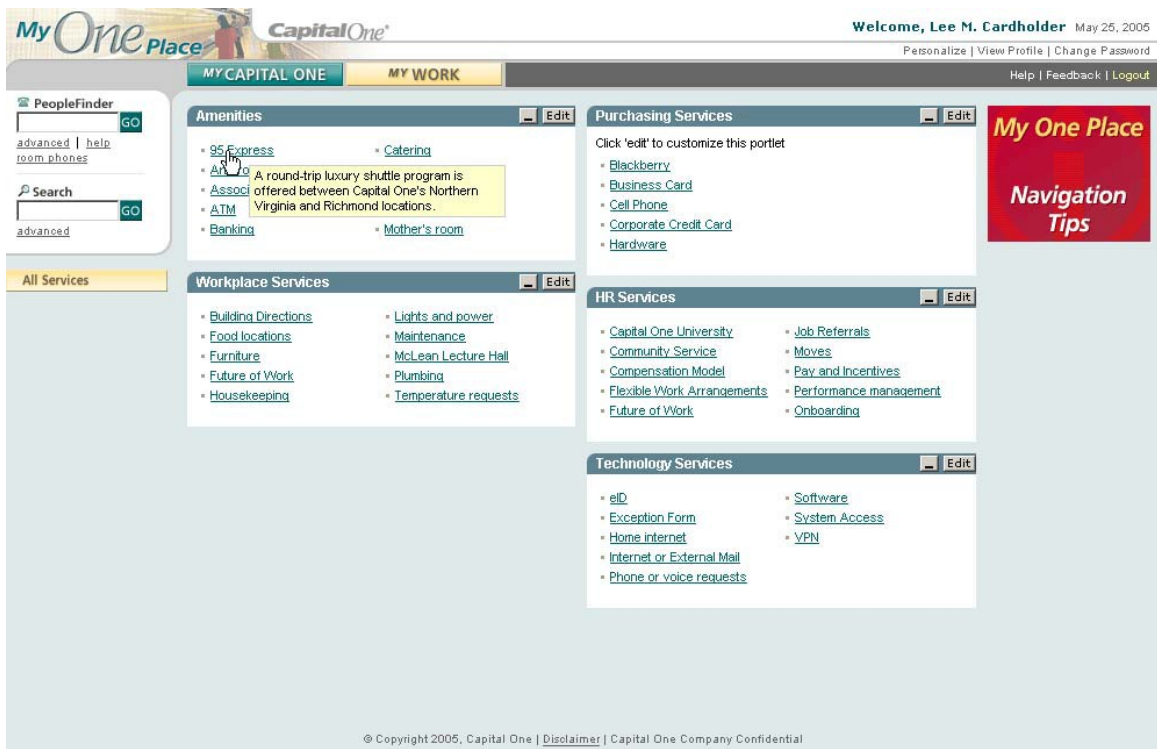 My One Place
Capital One®
Welcome, Lee M. Cardholder May 25, 2005
Personalize | View Profile | Change Password
MY CAPITAL ONE
MY WORK
Help | Feedback | Logout
PeopleFinder
GO
advanced | help
room phones
Search
GO
advanced
All Services
Amenities
Edit
95 Express
Catering
A round-trip luxury shuttle program is
offered between Capital One's Northern
Virginia and Richmond locations.
ATM
Banking
Mother's room
Workplace Services
Edit
Building Directions
Food locations
Furniture
Future of Work
Housekeeping
Lights and power
Maintenance
McLean Lecture Hall
Plumbing
Temperature requests
Purchasing Services
Edit
Click 'edit' to customize this portlet
Blackberry
Business Card
Cell Phone
Corporate Credit Card
Hardware
HR Services
Edit
Capital One University
Community Service
Compensation Model
Flexible Work Arrangements
Future of Work
Job Referrals
Moves
Pay and Incentives
Performance management
Onboarding
Technology Services
Edit
eID
Exception Form
Home internet
Internet or External Mail
Phone or voice requests
Software
System Access
VPN
My One Place
Navigation
Tips
© Copyright 2005, Capital One | Disclaimer | Capital One Company Confidential